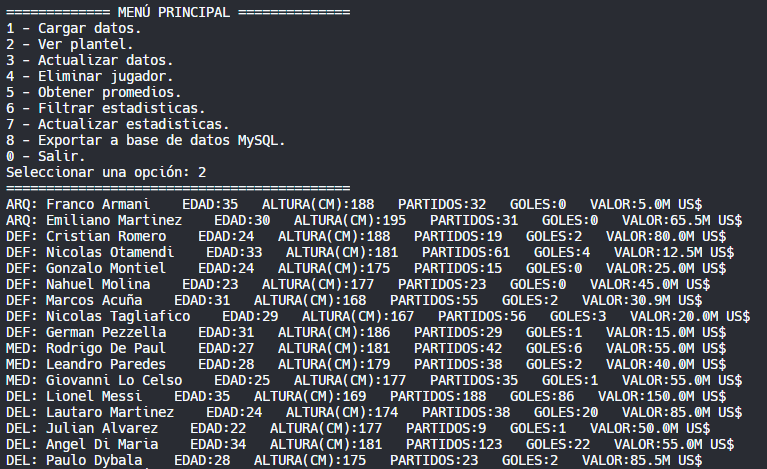 ============= MENÚ PRINCIPAL ==============
1 - Cargar datos.
2 - Ver plantel.
3 - Actualizar datos.
4 - Eliminar jugador.
5 - Obtener promedios.
6 - Filtrar estadisticas.
7 - Actualizar estadisticas.
8 - Exportar a base de datos MySQL.
0 - Salir.
Seleccionar una opción: 2
===========================================
ARQ: Franco Armani    EDAD:35   ALTURA(CM):188   PARTIDOS:32   GOLES:0   VALOR:5.0M US$
ARQ: Emiliano Martinez    EDAD:30   ALTURA(CM):195   PARTIDOS:31   GOLES:0   VALOR:65.5M US$
DEF: Cristian Romero    EDAD:24   ALTURA(CM):188   PARTIDOS:19   GOLES:2   VALOR:80.0M US$
DEF: Nicolas Otamendi    EDAD:33   ALTURA(CM):181   PARTIDOS:61   GOLES:4   VALOR:12.5M US$
DEF: Gonzalo Montiel    EDAD:24   ALTURA(CM):175   PARTIDOS:15   GOLES:0   VALOR:25.0M US$
DEF: Nahuel Molina    EDAD:23   ALTURA(CM):177   PARTIDOS:23   GOLES:0   VALOR:45.0M US$
DEF: Marcos Acuña    EDAD:31   ALTURA(CM):168   PARTIDOS:55   GOLES:2   VALOR:30.9M US$
DEF: Nicolas Tagliafico    EDAD:29   ALTURA(CM):167   PARTIDOS:56   GOLES:3   VALOR:20.0M US$
DEF: German Pezzella    EDAD:31   ALTURA(CM):186   PARTIDOS:29   GOLES:1   VALOR:15.0M US$
MED: Rodrigo De Paul    EDAD:27   ALTURA(CM):181   PARTIDOS:42   GOLES:6   VALOR:55.0M US$
MED: Leandro Paredes    EDAD:28   ALTURA(CM):179   PARTIDOS:38   GOLES:2   VALOR:40.0M US$
MED: Giovanni Lo Celso    EDAD:25   ALTURA(CM):177   PARTIDOS:35   GOLES:1   VALOR:55.0M US$
DEL: Lionel Messi    EDAD:35   ALTURA(CM):169   PARTIDOS:188   GOLES:86   VALOR:150.0M US$
DEL: Lautaro Martinez    EDAD:24   ALTURA(CM):174   PARTIDOS:38   GOLES:20   VALOR:85.0M US$
DEL: Julian Alvarez    EDAD:22   ALTURA(CM):177   PARTIDOS:9   GOLES:1   VALOR:50.0M US$
DEL: Angel Di Maria    EDAD:34   ALTURA(CM):181   PARTIDOS:123   GOLES:22   VALOR:55.0M US$
DEL: Paulo Dybala    EDAD:28   ALTURA(CM):175   PARTIDOS:23   GOLES:2   VALOR:85.5M US$